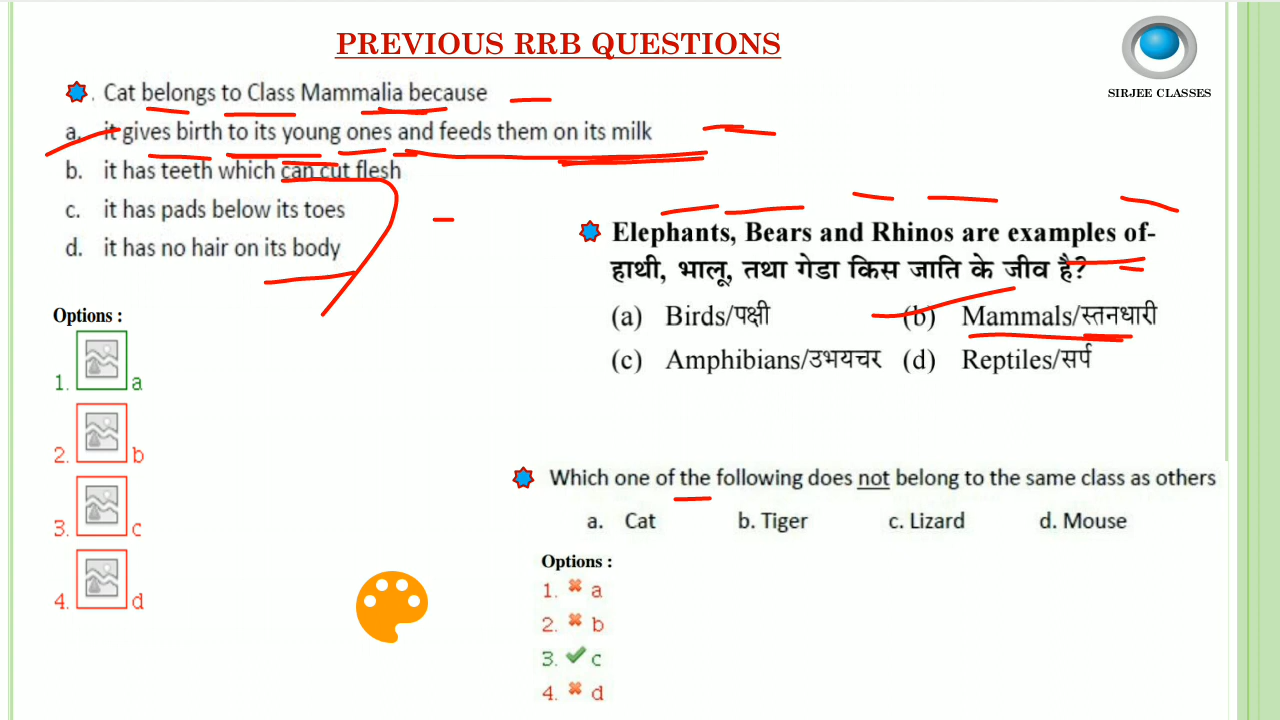 PREVIOUS RRB QUESTIONS
SIRJEE CLASSES
. Cat belongs to Class Mammalia because
a. it gives birth to its young ones and feeds them on its milk
b. it has teeth which can cut flesh
c. it has pads below its toes
d. it has no hair on its body
Options :
1. a
2. b
3. c
4. d
Elephants, Bears and Rhinos are examples of-
हाथी, भालू, तथा गेडा किस जाति के जीव है?
(a) Birds/पक्षी (b) Mammals/स्तनधारी
(c) Amphibians/उभयचर (d) Reptiles/सर्प
Which one of the following does not belong to the same class as others
a. Cat b. Tiger c. Lizard d. Mouse
Options :
1. a
2. b
3. c
4. d